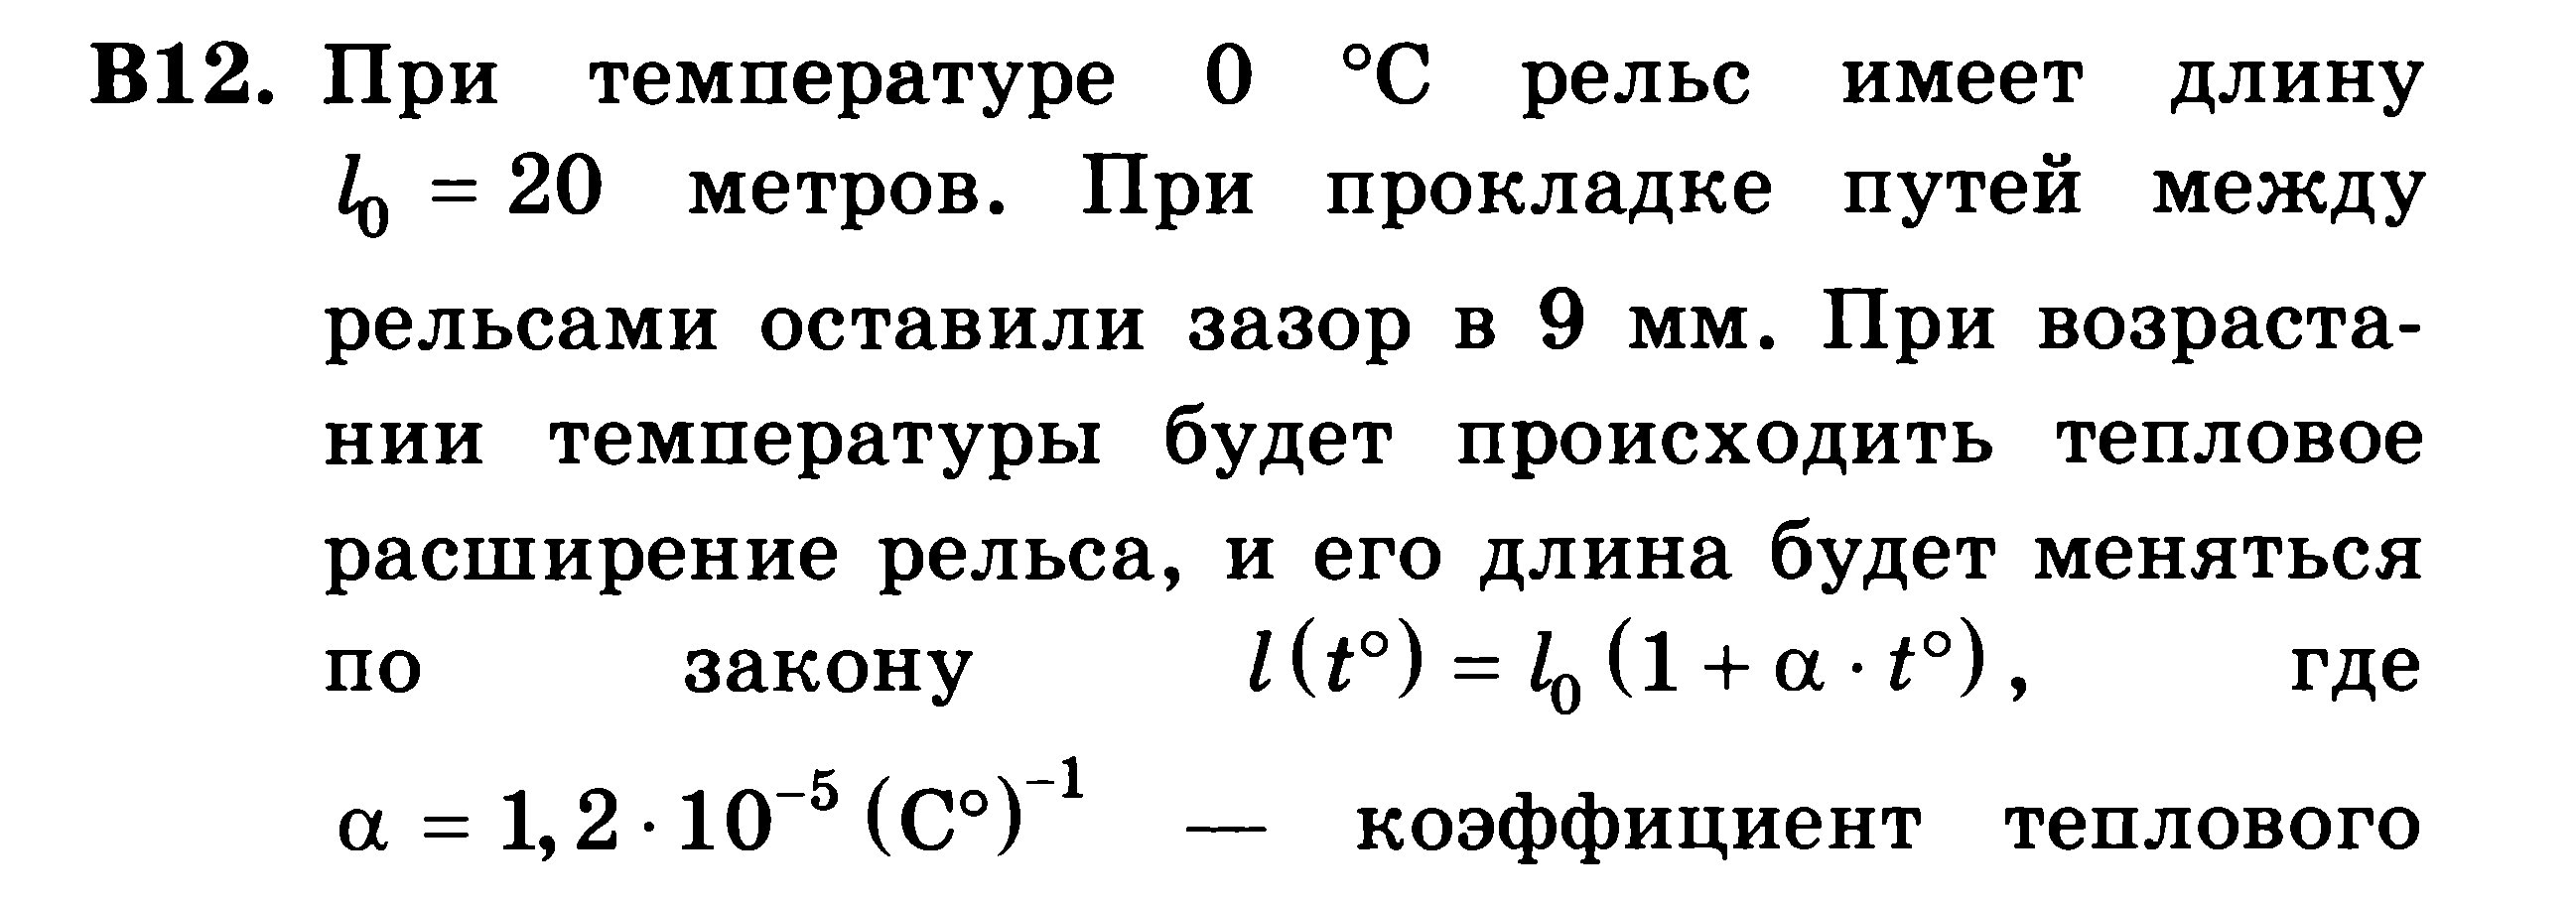 В12. При температуре 0 °С рельс имеет длину
l₀ = 20 метров. При прокладке путей между
рельсами оставили зазор в 9 мм. При возраста-
нии температуры будет происходить тепловое
расширение рельса, и его длина будет меняться
по закону l(t°) = l₀(1 + α · t°), где
α = 1,2 · 10⁻⁵ (С°)⁻¹ — коэффициент теплового